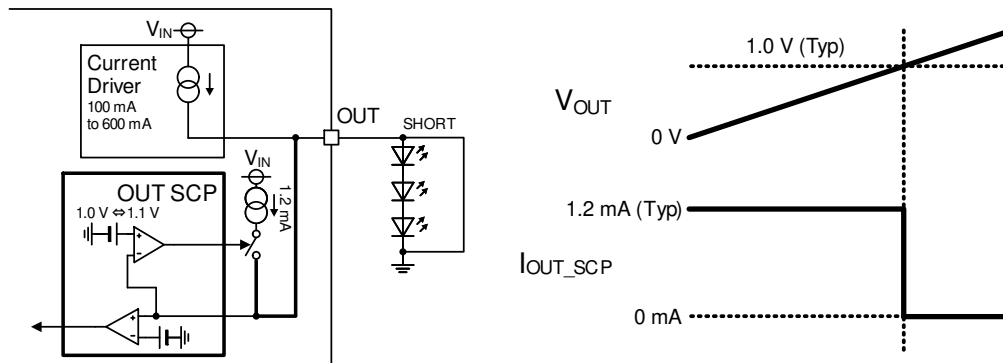 VIN
Current
Driver
100 mA
to 600 mA
OUT
SHORT
OUT SCP
1.0 V ⇔1.1 V
+
-
VIN
1.2 mA
+
-
1.0 V (Typ)
VOUT
0 V
1.2 mA (Typ)
IOUT_SCP
0 mA